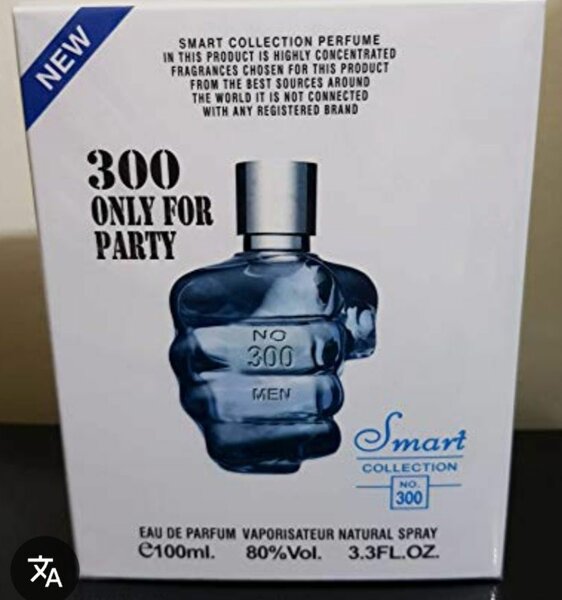 NEW
SMART COLLECTION PERFUME
IN THIS PRODUCT IS HIGHLY CONCENTRATED
FRAGRANCES CHOSEN FOR THIS PRODUCT
FROM THE BEST SOURCES AROUND
THE WORLD IT IS NOT CONNECTED
WITH ANY REGISTERED BRAND
300
ONLY FOR
PARTY
NO
300
MEN
Smart
COLLECTION
NO.
300
EAU DE PARFUM VAPORISATEUR NATURAL SPRAY
℮100ml. 80%Vol. 3.3FL.OZ.
文A